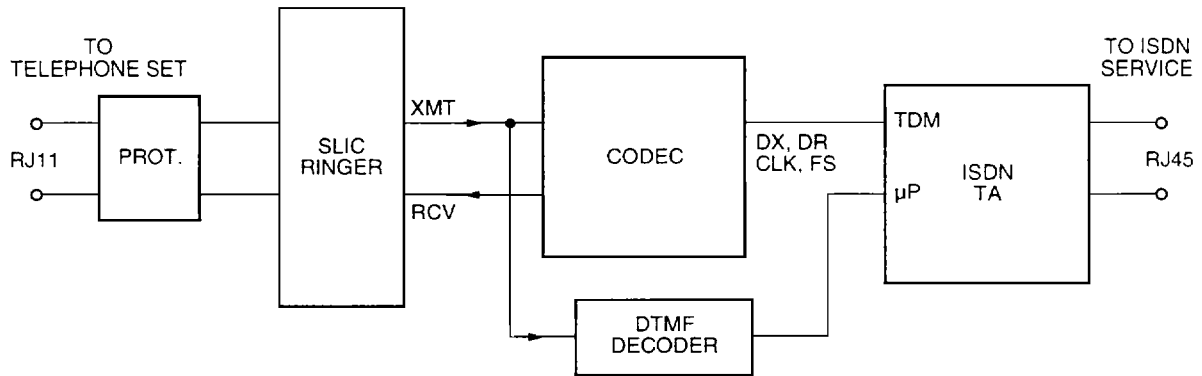 TO
TELEPHONE SET
RJ11
PROT.
SLIC
RINGER
XMT
RCV
CODEC
DX, DR
CLK, FS
DTMF
DECODER
TDM
µP
ISDN
TA
TO ISDN
SERVICE
RJ45